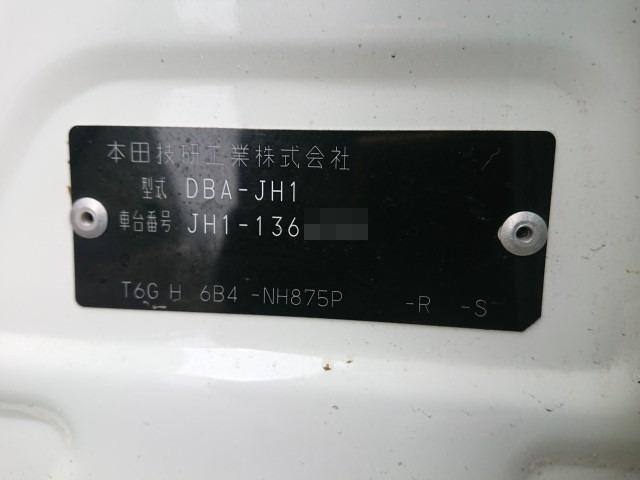 本田技研工業株式会社
型式 DBA-JH1
車台番号 JH1-136
T6G H 6B4 -NH875P -R -S